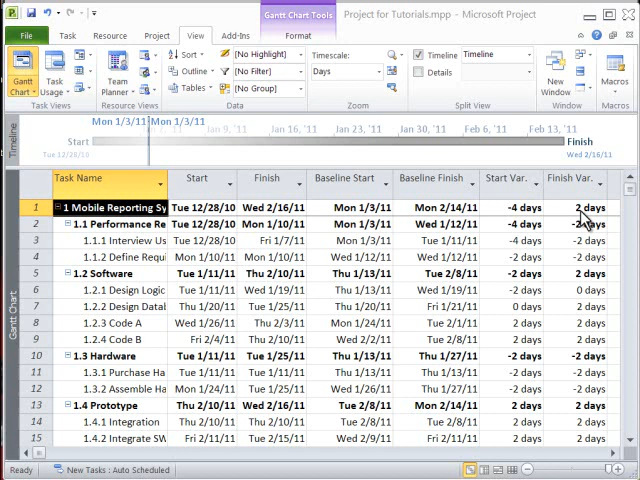 Gantt Chart Tools Project for Tutorials.mpp - Microsoft Project
File Task Resource Project View Add-Ins Format
Gantt Chart Task Usage Team Planner Sort Outline Tables [No Highlight] [No Filter] [No Group] Timescale: Days Timeline Timeline Details New Window Macros
Task Views Resource Views Data Zoom Split View Macros
Mon 1/3/11 Mon 1/3/11
Start Jan 9, '11 Jan 16, '11 Jan 23, '11 Jan 30, '11 Feb 6, '11 Feb 13, '11 Finish
Tue 12/28/10 Wed 2/16/11
Timeline
Task Name Start Finish Baseline Start Baseline Finish Start Var. Finish Var.
1 1 Mobile Reporting Sy Tue 12/28/10 Wed 2/16/11 Mon 1/3/11 Mon 2/14/11 -4 days 2 days
2 1.1 Performance Re Tue 12/28/10 Mon 1/10/11 Mon 1/3/11 Wed 1/12/11 -4 days -2 days
3 1.1.1 Interview Us Tue 12/28/10 Fri 1/7/11 Mon 1/3/11 Tue 1/11/11 -4 days -2 days
4 1.1.2 Define Requi Mon 1/10/11 Mon 1/10/11 Wed 1/12/11 Wed 1/12/11 -2 days -2 days
5 1.2 Software Tue 1/11/11 Thu 2/10/11 Thu 1/13/11 Tue 2/8/11 -2 days 2 days
6 1.2.1 Design Logic Tue 1/11/11 Wed 1/19/11 Thu 1/13/11 Wed 1/19/11 -2 days 0 days
7 1.2.2 Design Datab Thu 1/20/11 Tue 1/25/11 Thu 1/20/11 Fri 1/21/11 0 days 2 days
8 1.2.3 Code A Wed 1/26/11 Thu 2/3/11 Mon 1/24/11 Tue 2/1/11 2 days 2 days
9 1.2.4 Code B Fri 2/4/11 Thu 2/10/11 Wed 2/2/11 Tue 2/8/11 2 days 2 days
10 1.3 Hardware Tue 1/11/11 Tue 1/25/11 Thu 1/13/11 Thu 1/27/11 -2 days -2 days
11 1.3.1 Purchase Ha Tue 1/11/11 Mon 1/24/11 Thu 1/13/11 Wed 1/26/11 -2 days -2 days
12 1.3.2 Assemble Ha Tue 1/25/11 Tue 1/25/11 Thu 1/27/11 Thu 1/27/11 -2 days -2 days
13 1.4 Prototype Thu 2/10/11 Wed 2/16/11 Tue 2/8/11 Mon 2/14/11 2 days 2 days
14 1.4.1 Integration Thu 2/10/11 Mon 2/14/11 Tue 2/8/11 Thu 2/10/11 2 days 2 days
15 1.4.2 Integrate SW Fri 2/11/11 Tue 2/15/11 Wed 2/9/11 Fri 2/11/11 2 days 2 days
Gantt Chart
Ready New Tasks : Auto Scheduled